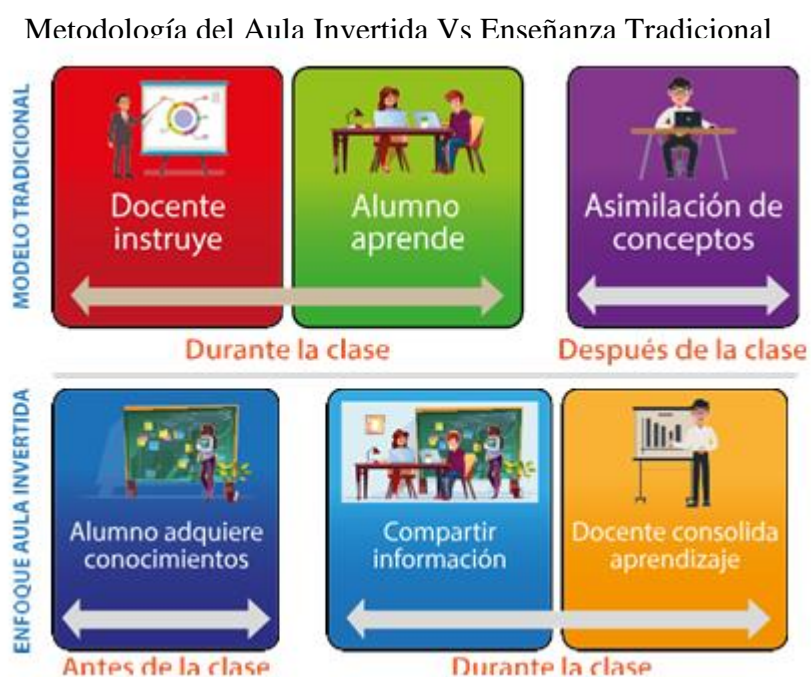 Metodología del Aula Invertida Vs Enseñanza Tradicional
MODELO TRADICIONAL
Docente
instruye
Alumno
aprende
Asimilación de
conceptos
Durante la clase
Después de la clase
ENFOQUE AULA INVERTIDA
Alumno adquiere
conocimientos
Compartir
información
Docente consolida
aprendizaje
Antes de la clase
Durante la clase